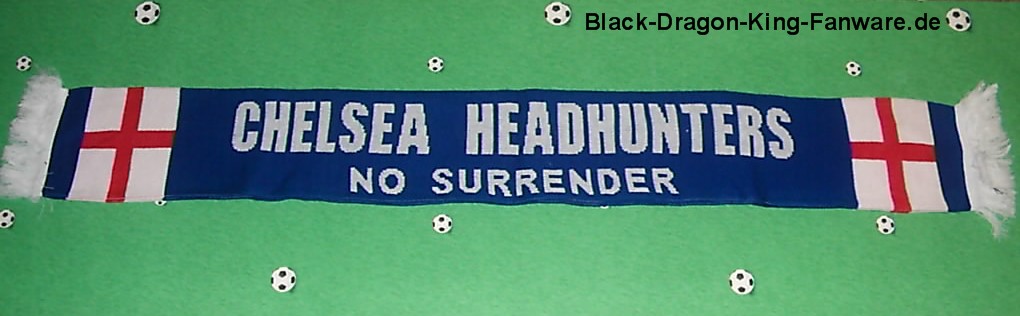 Black-Dragon-King-Fanware.de
CHELSEA HEADHUNTERS
NO SURRENDER